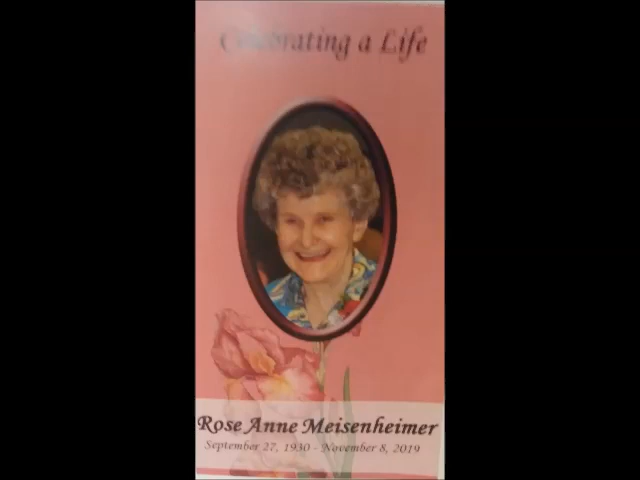 Celebrating a Life
Rose Anne Meisenheimer
September 27, 1930 - November 8, 2019